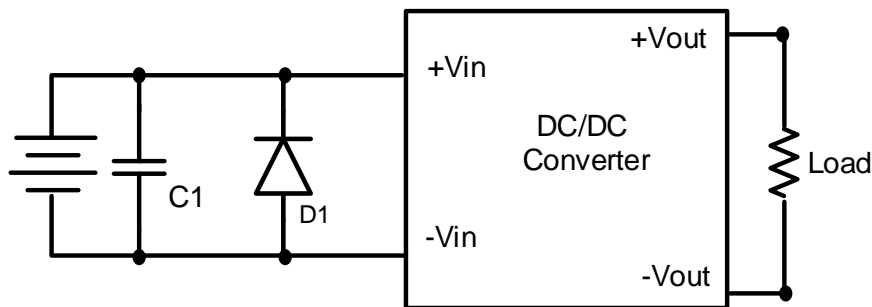 +Vout
+Vin
DC/DC
Converter
Load
C1
D1
-Vin
-Vout